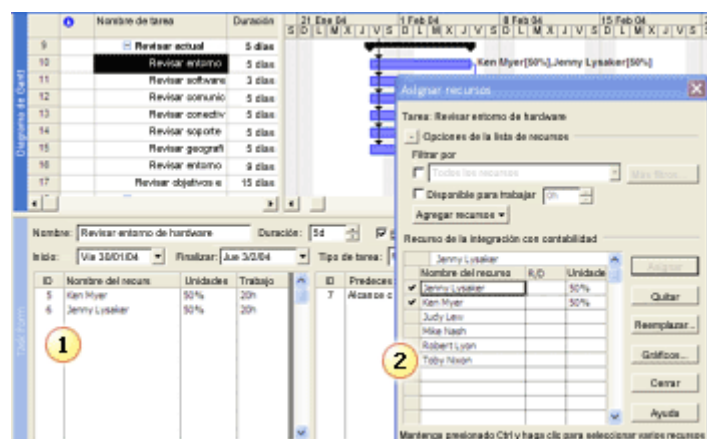 Nombre de tarea Duración 21 Ene 04 1 Feb 04 8 Feb 04 15 Feb 04
S D L M X J V S D L M X J V S D L M X J V S D L M X J V S
9 Revisar actual 5 días
10 Revisar entorno 5 días Ken Myer[50%],Jenny Lysaker[50%]
11 Revisar software 3 días
12 Revisar comunic 5 días
13 Revisar conectiv 5 días
14 Revisar soporte 5 días
15 Revisar geografi 5 días
16 Revisar entorno 9 días
17 Revisar objetivos e 15 días
Diagrama de Gantt
Asignar recursos
Tarea: Revisar entorno de hardware
- Opciones de la lista de recursos
Filtrar por
Todos los recursos Más filtros...
Disponible para trabajar 0h
Agregar recursos
Recurso de la integración con contabilidad
Jenny Lysaker Asignar
Nombre del recurso R/D Unidade
Jenny Lysaker 50%
Ken Myer 50% Quitar
Judy Lew
Mike Nash Reemplazar...
Robert Lyon
Toby Nixon Gráficos...
Cerrar
Ayuda
Mantenga presionado Ctrl y haga clic para seleccionar varios recursos
Nombre: Revisar entorno de hardware Duración: 5d
Inicio: Vie 30/01/04 Finalizar: Jue 3/2/04 Tipo de tarea:
ID Nombre del recurs Unidades Trabajo ID Predeces
5 Ken Myer 50% 20h 7 Alcance c
6 Jenny Lysaker 50% 20h
Task Form
1
2